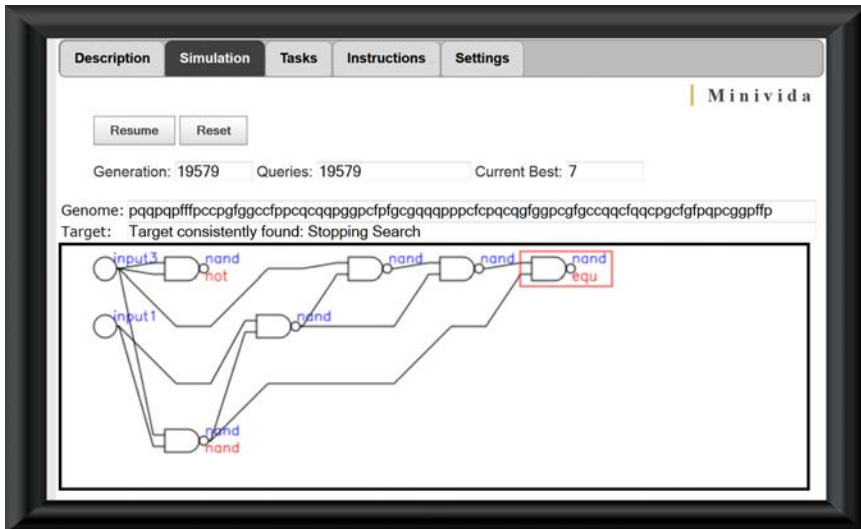 Description Simulation Tasks Instructions Settings
Minivida
Resume Reset
Generation: 19579 Queries: 19579 Current Best: 7
Genome: pqqpqpfffpccpgfggccfppcqcqqpggpcfpfgcgqqqpppcfcpqcqgfggpcgfgccqqcfqqcpgcfgfpqpcggpffp
Target: Target consistently found: Stopping Search
input3 nand nand nand nand
not equ
input1 nand
nand
nand